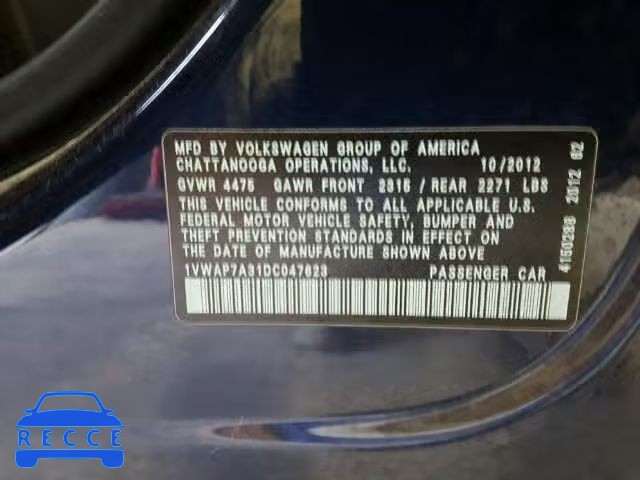 MFD BY VOLKSWAGEN GROUP OF AMERICA
CHATTANOOGA OPERATIONS, LLC. 10/2012
GVWR 4475 GAWR FRONT 2315 / REAR 2271 LBS
THIS VEHICLE CONFORMS TO ALL APPLICABLE U.S.
FEDERAL MOTOR VEHICLE SAFETY, BUMPER AND
THEFT PREVENTION STANDARDS IN EFFECT ON
THE DATE OF MANUFACTURE SHOWN ABOVE
1VWAP7A31DC047623 PASSENGER CAR
4150288 2012 62
RECCE